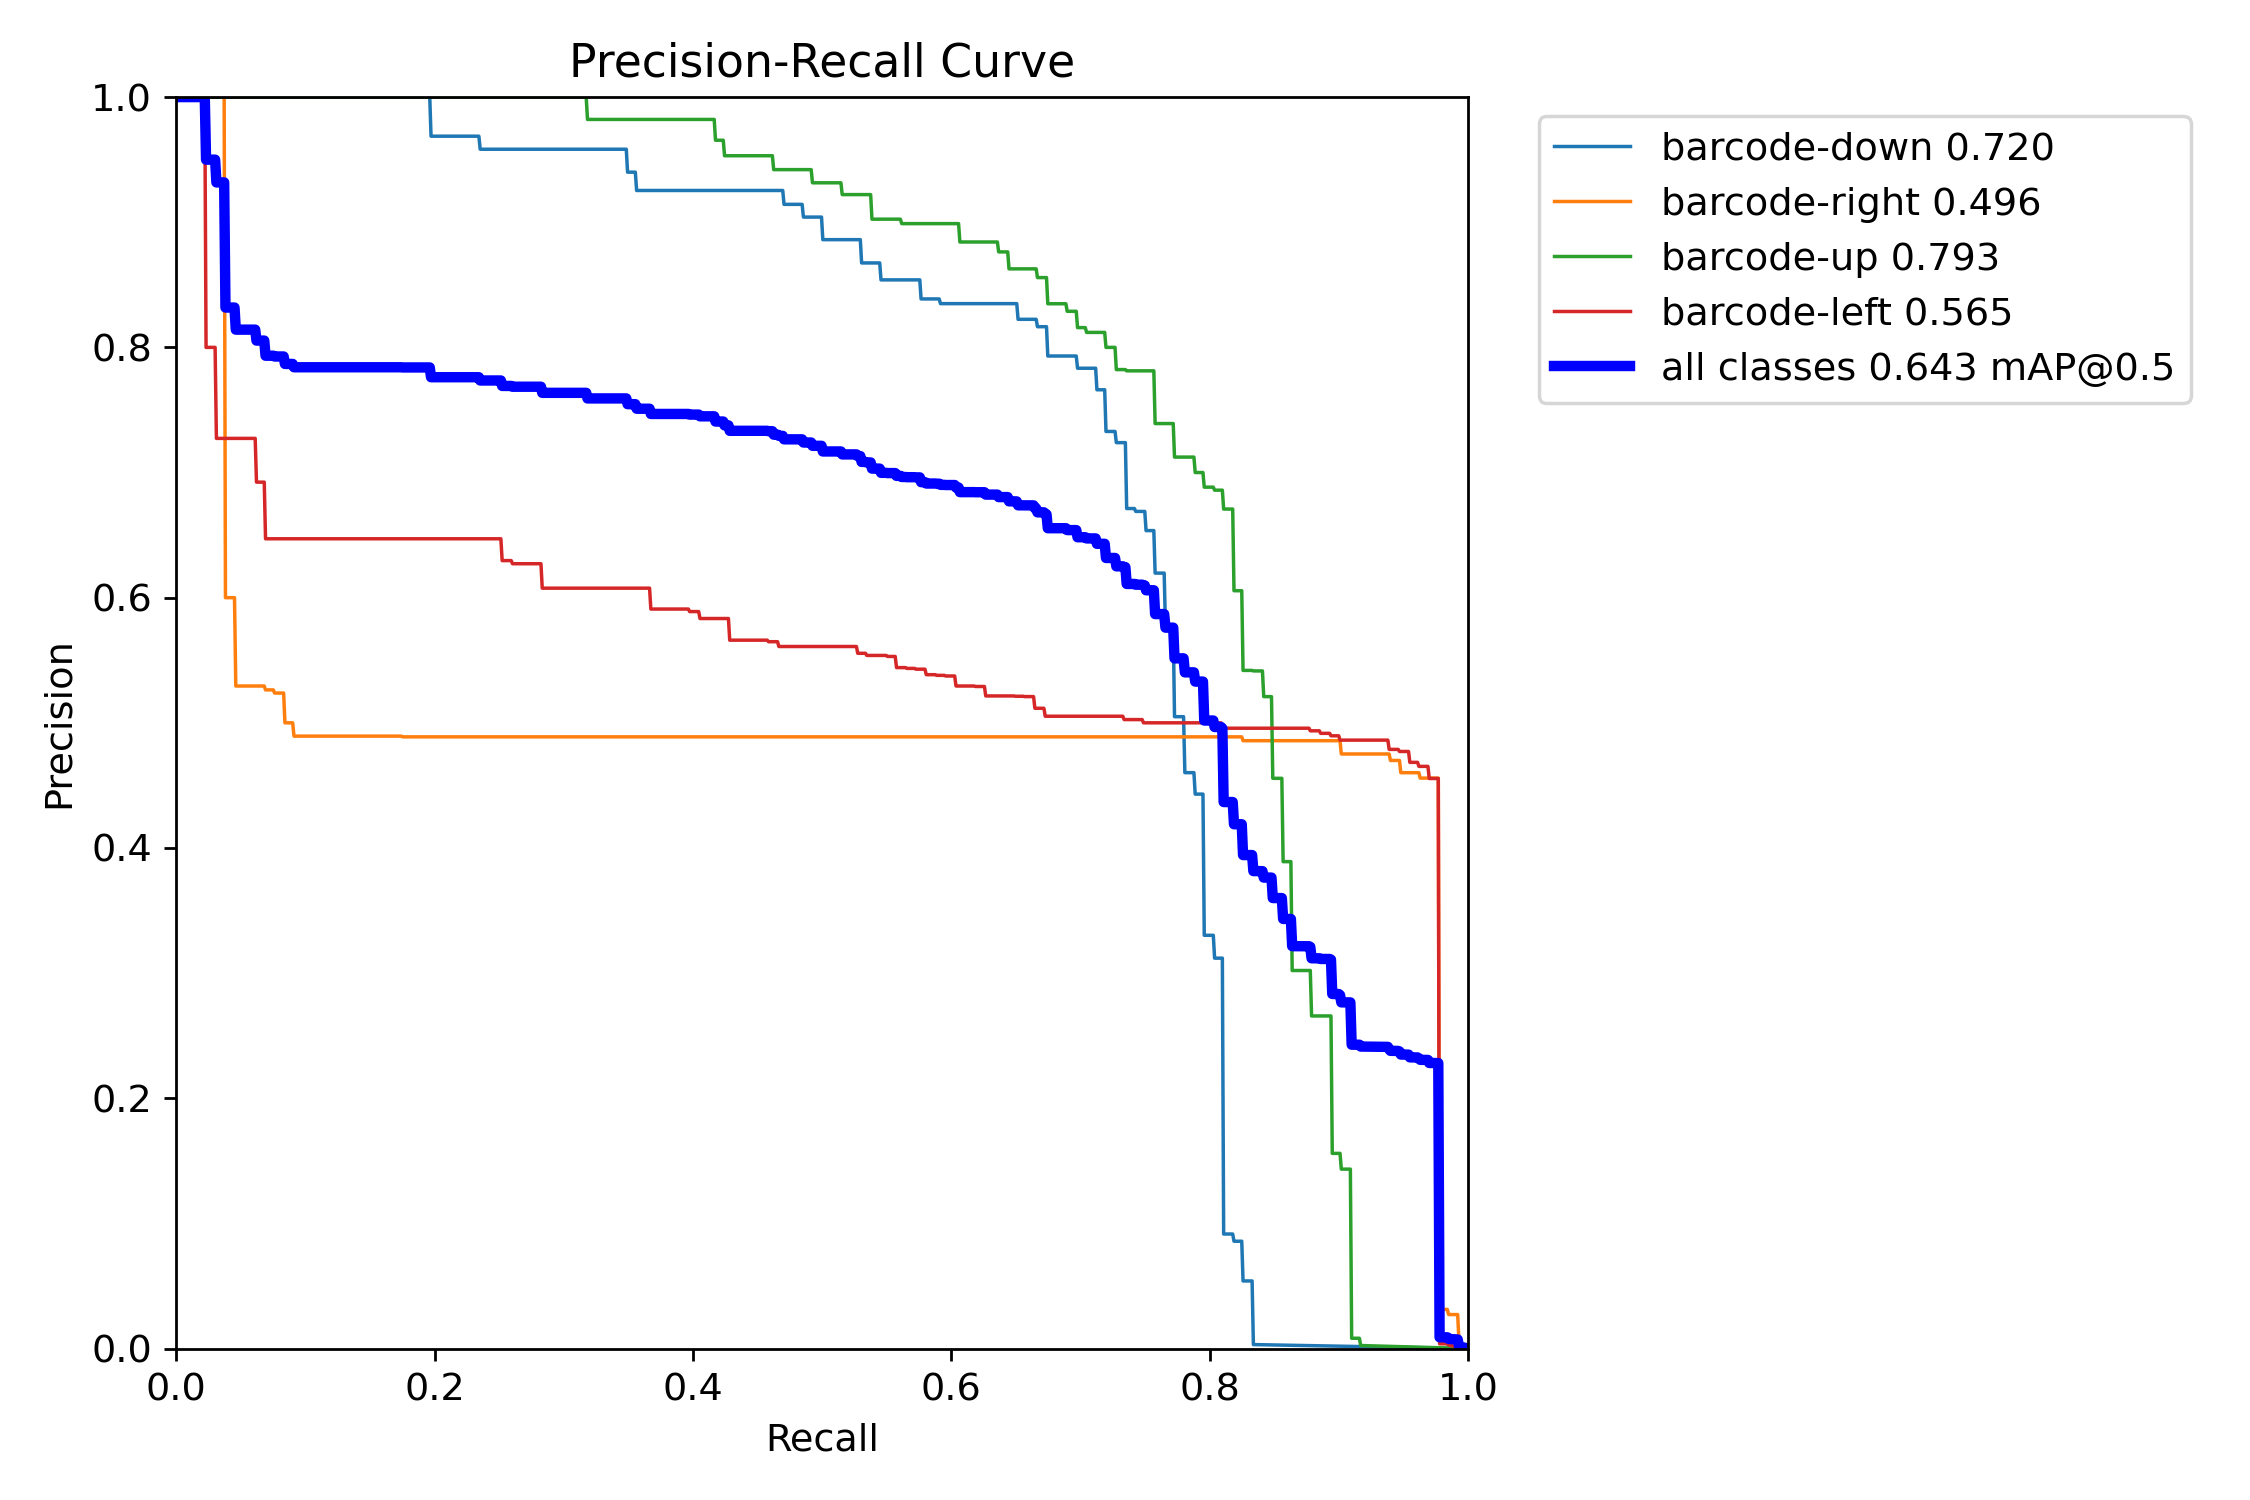 Precision-Recall Curve
1.0
0.8
0.6
0.4
0.2
0.0
Precision
0.0 0.2 0.4 0.6 0.8 1.0
Recall
barcode-down 0.720
barcode-right 0.496
barcode-up 0.793
barcode-left 0.565
all classes 0.643 mAP@0.5